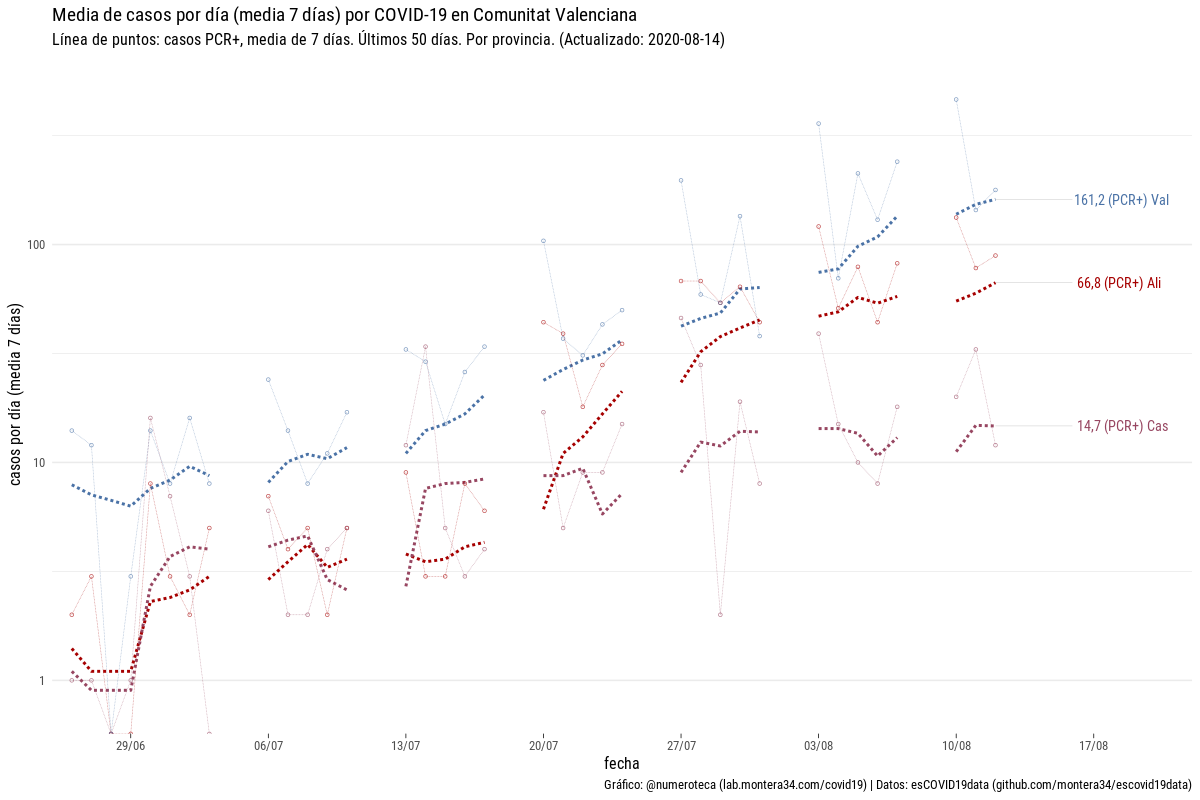 Media de casos por día (media 7 días) por COVID-19 en Comunitat Valenciana
Línea de puntos: casos PCR+, media de 7 días. Últimos 50 días. Por provincia. (Actualizado: 2020-08-14)
casos por día (media 7 días)
100
10
1
161,2 (PCR+) Val
66,8 (PCR+) Ali
14,7 (PCR+) Cas
29/06
06/07
13/07
20/07
27/07
03/08
10/08
17/08
fecha
Gráfico: @numeroteca (lab.montera34.com/covid19) | Datos: esCOVID19data (github.com/montera34/escovid19data)